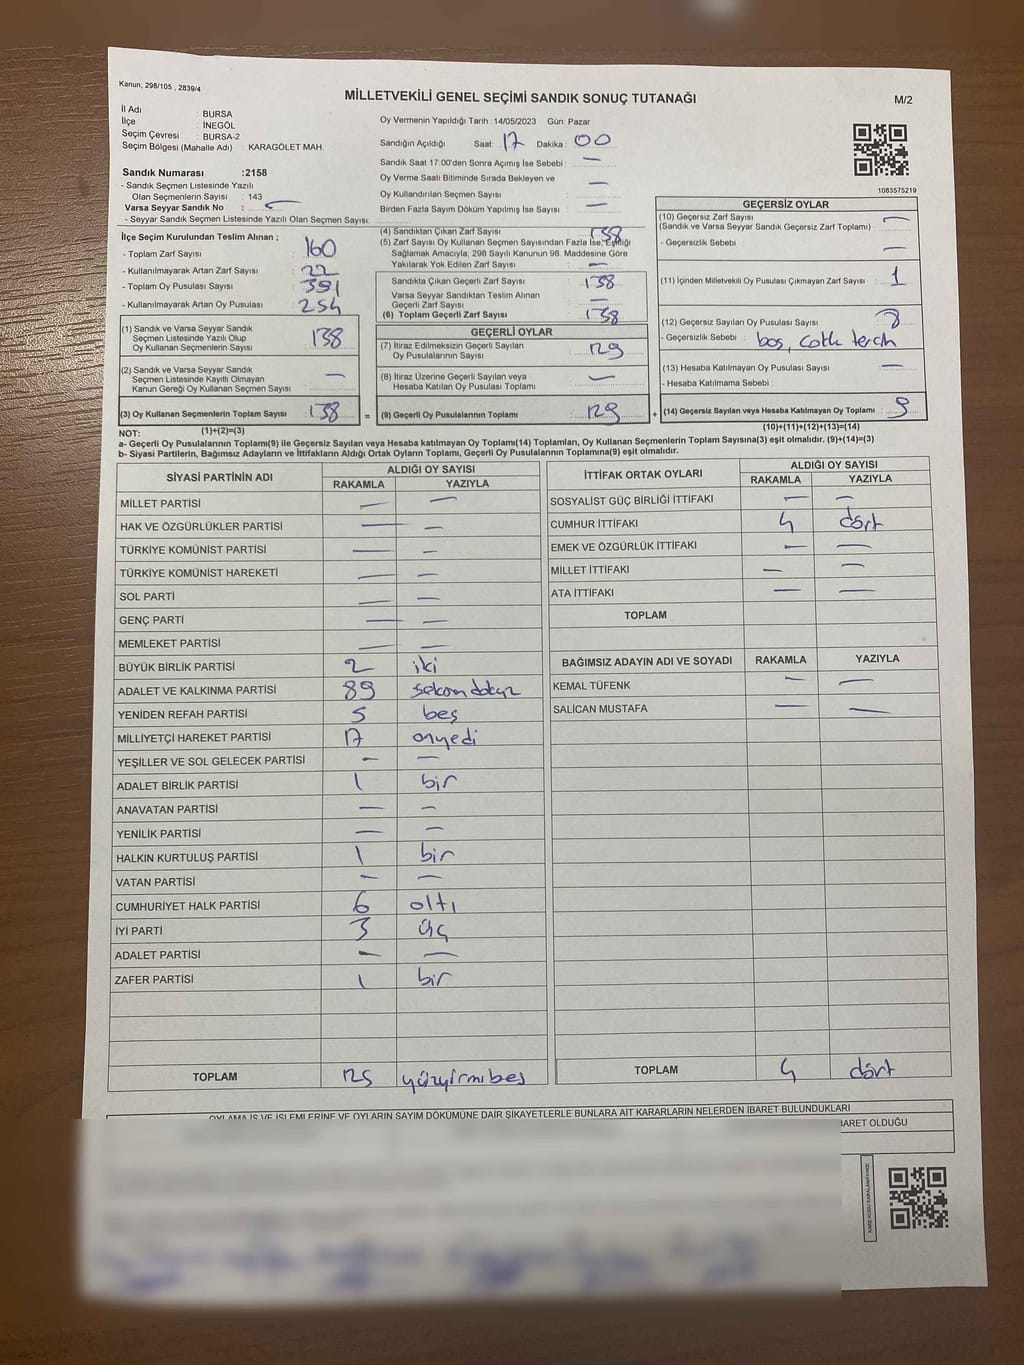 Kanun; 298/105 , 2839/4
MİLLETVEKİLİ GENEL SEÇİMİ SANDIK SONUÇ TUTANAĞI
M/2
İl Adı : BURSA
İlçe : İNEGÖL
Seçim Çevresi : BURSA-2
Seçim Bölgesi (Mahalle Adı) : KARAGÖLET MAH.
Oy Vermenin Yapıldığı Tarih :14/05/2023 Gün: Pazar
Sandığın Açıldığı Saat: 17 Dakika : 00
Sandık Saat 17:00'den Sonra Açımış İse Sebebi : —
Oy Verme Saati Bitiminde Sırada Bekleyen ve
Oy Kullandırılan Seçmen Sayısı : —
Birden Fazla Sayım Döküm Yapılmış İse Sayısı : —
1083575219
Sandık Numarası :2158
- Sandık Seçmen Listesinde Yazılı
Olan Seçmenlerin Sayısı : 143
Varsa Seyyar Sandık No : —
- Seyyar Sandık Seçmen Listesinde Yazılı Olan Seçmen Sayısı:
İlçe Seçim Kurulundan Teslim Alınan ;
- Toplam Zarf Sayısı : 160
- Kullanılmayarak Artan Zarf Sayısı : 22
- Toplam Oy Pusulası Sayısı : 391
- Kullanılmayarak Artan Oy Pusulası : 254
(1) Sandık ve Varsa Seyyar Sandık
Seçmen Listesinde Yazılı Olup
Oy Kullanan Seçmenlerin Sayısı : 138
(2) Sandık ve Varsa Seyyar Sandık
Seçmen Listesinde Kayıtlı Olmayan
Kanun Gereği Oy Kullanan Seçmen Sayısı : —
(3) Oy Kullanan Seçmenlerin Toplam Sayısı : 138
(4) Sandıktan Çıkan Zarf Sayısı : 138
(5) Zarf Sayısı Oy Kullanan Seçmen Sayısından Fazla İse, Eşitliği
Sağlamak Amacıyla, 298 Sayılı Kanunun 98. Maddesine Göre
Yakılarak Yok Edilen Zarf Sayısı : —
Sandıkta Çıkan Geçerli Zarf Sayısı : 138
Varsa Seyyar Sandıktan Teslim Alınan
Geçerli Zarf Sayısı : —
(6) Toplam Geçerli Zarf Sayısı : 138
GEÇERLİ OYLAR
(7) İtiraz Edilmeksizin Geçerli Sayılan
Oy Pusulalarının Sayısı : 129
(8) İtiraz Üzerine Geçerli Sayılan veya
Hesaba Katılan Oy Pusulası Toplamı : —
= (9) Geçerli Oy Pusulalarının Toplamı : 129
GEÇERSİZ OYLAR
(10) Geçersiz Zarf Sayısı : —
(Sandık ve Varsa Seyyar Sandık Geçersiz Zarf Toplamı)
- Geçersizlik Sebebi : —
(11) İçinden Milletvekili Oy Pusulası Çıkmayan Zarf Sayısı : 1
(12) Geçersiz Sayılan Oy Pusulası Sayısı : 8
- Geçersizlik Sebebi : boş,
(13) Hesaba Katılmayan Oy Pusulası Sayısı : —
- Hesaba Katılmama Sebebi :
+ (14) Geçersiz Sayılan veya Hesaba Katılmayan Oy Toplamı : 9
NOT: (1)+(2)=(3)
(10)+(11)+(12)+(13)=(14)
a- Geçerli Oy Pusulalarının Toplamı(9) ile Geçersiz Sayılan veya Hesaba katılmayan Oy Toplamı(14) Toplamları, Oy Kullanan Seçmenlerin Toplam Sayısına(3) eşit olmalıdır. (9)+(14)=(3)
b- Siyasi Partilerin, Bağımsız Adayların ve İttifakların Aldığı Ortak Oyların Toplamı, Geçerli Oy Pusulalarının Toplamına(9) eşit olmalıdır.
SİYASİ PARTİNİN ADI
ALDIĞI OY SAYISI
RAKAMLA YAZIYLA
MİLLET PARTİSİ — —
HAK VE ÖZGÜRLÜKLER PARTİSİ — —
TÜRKİYE KOMÜNİST PARTİSİ — —
TÜRKİYE KOMÜNİST HAREKETİ — —
SOL PARTİ — —
GENÇ PARTİ — —
MEMLEKET PARTİSİ — —
BÜYÜK BİRLİK PARTİSİ 2 iki
ADALET VE KALKINMA PARTİSİ 89 seksen dokuz
YENİDEN REFAH PARTİSİ 5 beş
MİLLİYETÇİ HAREKET PARTİSİ 17 onyedi
YEŞİLLER VE SOL GELECEK PARTİSİ — —
ADALET BİRLİK PARTİSİ 1 bir
ANAVATAN PARTİSİ — —
YENİLİK PARTİSİ — —
HALKIN KURTULUŞ PARTİSİ 1 bir
VATAN PARTİSİ — —
CUMHURİYET HALK PARTİSİ 6 altı
İYİ PARTİ 3 üç
ADALET PARTİSİ — —
ZAFER PARTİSİ 1 bir
TOPLAM 125 yüzyirmibeş
İTTİFAK ORTAK OYLARI
ALDIĞI OY SAYISI
RAKAMLA YAZIYLA
SOSYALİST GÜÇ BİRLİĞİ İTTİFAKI — —
CUMHUR İTTİFAKI 4 dört
EMEK VE ÖZGÜRLÜK İTTİFAKI — —
MİLLET İTTİFAKI — —
ATA İTTİFAKI — —
TOPLAM
BAĞIMSIZ ADAYIN ADI VE SOYADI RAKAMLA YAZIYLA
KEMAL TÜFENK — —
SALİCAN MUSTAFA — —
TOPLAM 4 dört
OYLAMA İŞ VE İŞLEMLERİNE VE OYLARIN SAYIM DÖKÜMÜNE DAİR ŞİKAYETLERLE BUNLARA AİT KARARLARIN NELERDEN İBARET BULUNDUKLARI
İBARET OLDUĞU
KARE KODU KARALAMAYINIZ!